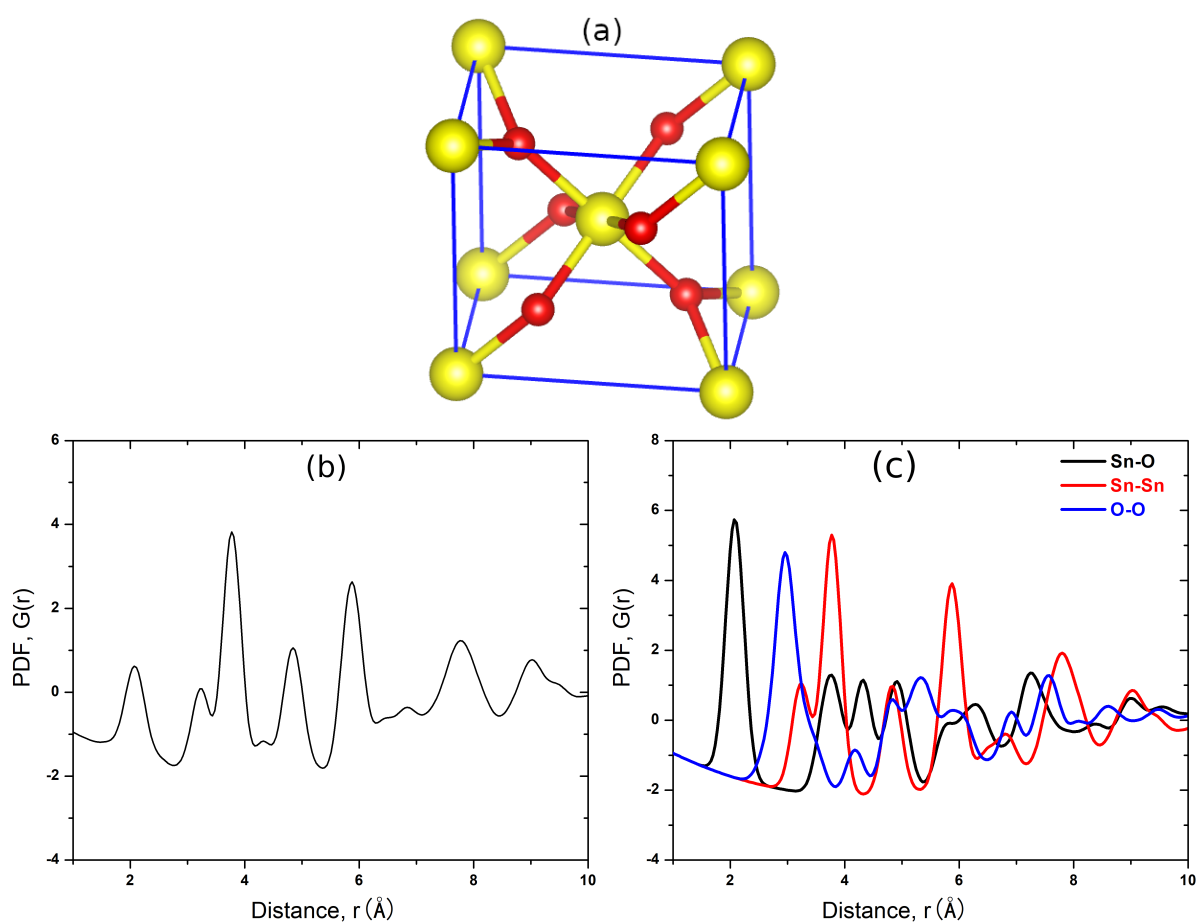 (a)
(b)
PDF, G(r)
6
4
2
0
-2
-4
2
4
6
8
10
Distance, r (Å)
(c)
Sn-O
Sn-Sn
O-O
PDF, G(r)
8
6
4
2
0
-2
-4
2
4
6
8
10
Distance, r (Å)